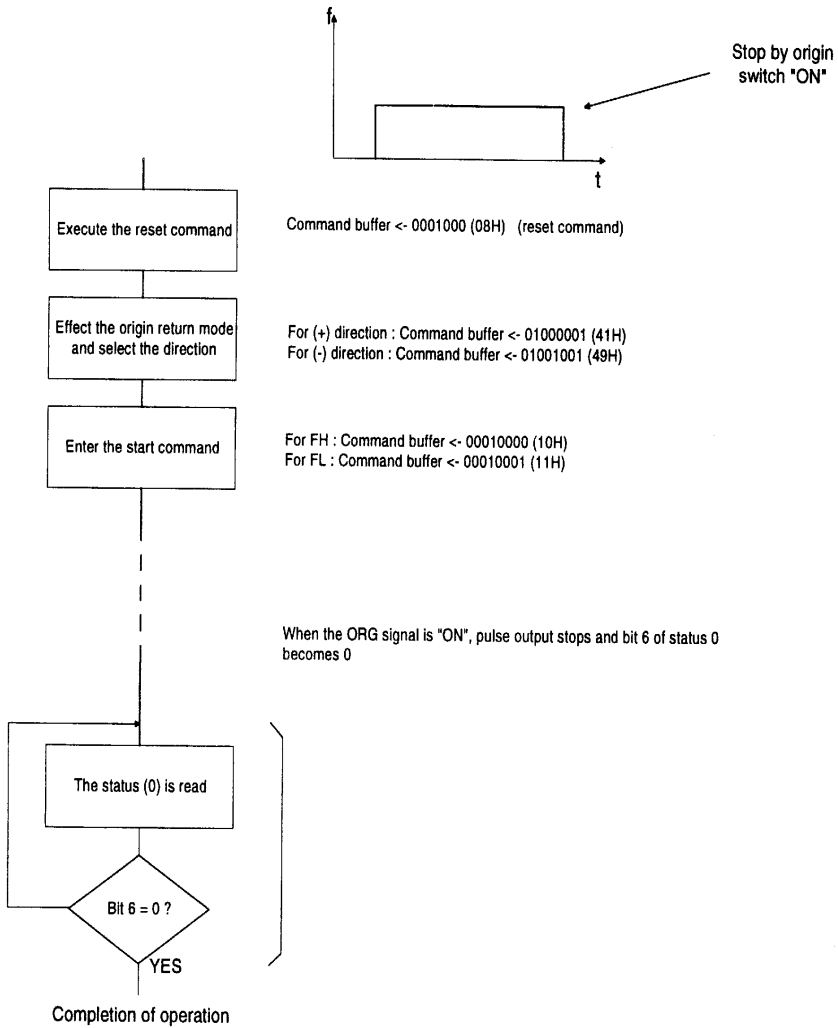 f
Stop by origin
switch "ON"
t
Execute the reset command
Command buffer <- 0001000 (08H) (reset command)
Effect the origin return mode
and select the direction
For (+) direction : Command buffer <- 01000001 (41H)
For (-) direction : Command buffer <- 01001001 (49H)
Enter the start command
For FH : Command buffer <- 00010000 (10H)
For FL : Command buffer <- 00010001 (11H)
When the ORG signal is "ON", pulse output stops and bit 6 of status 0
becomes 0
The status (0) is read
Bit 6 = 0 ?
YES
Completion of operation